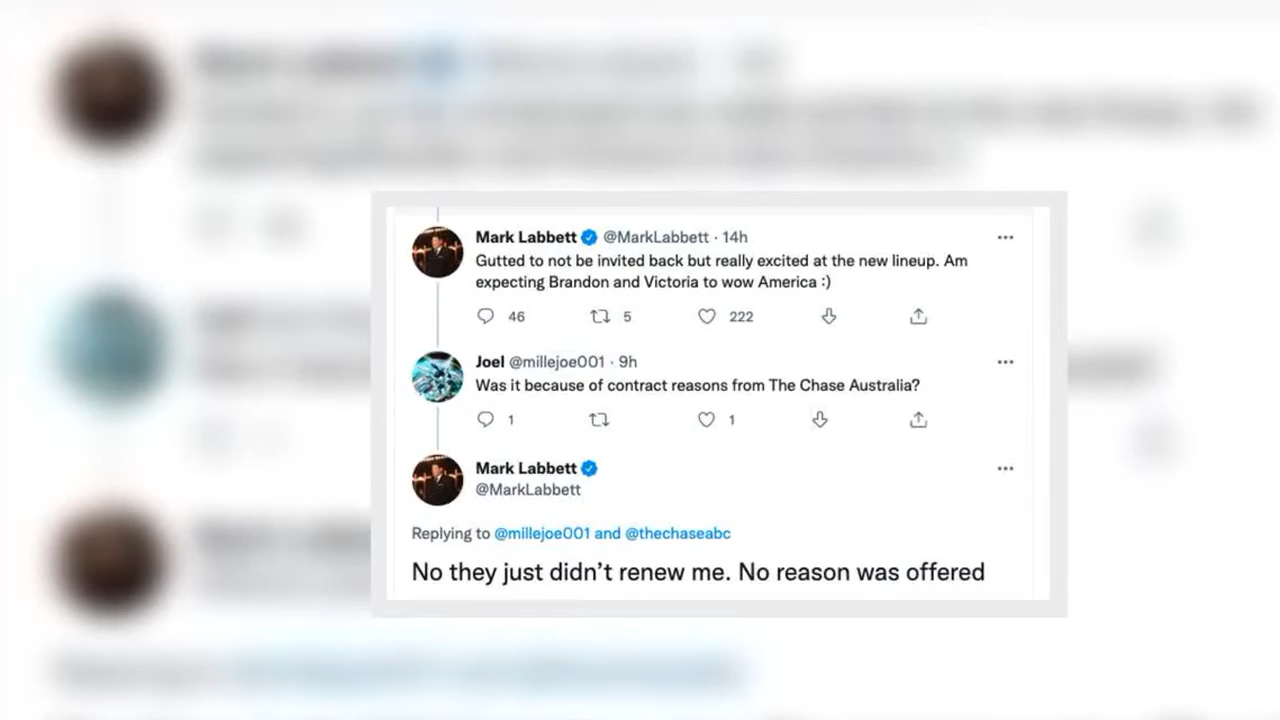 Mark Labbett @MarkLabbett · 14h
Gutted to not be invited back but really excited at the new lineup. Am
expecting Brandon and Victoria to wow America :)
46 5 222
Joel @millejoe001 · 9h
Was it because of contract reasons from The Chase Australia?
1 1
Mark Labbett
@MarkLabbett
Replying to @millejoe001 and @thechaseabc
No they just didn’t renew me. No reason was offered